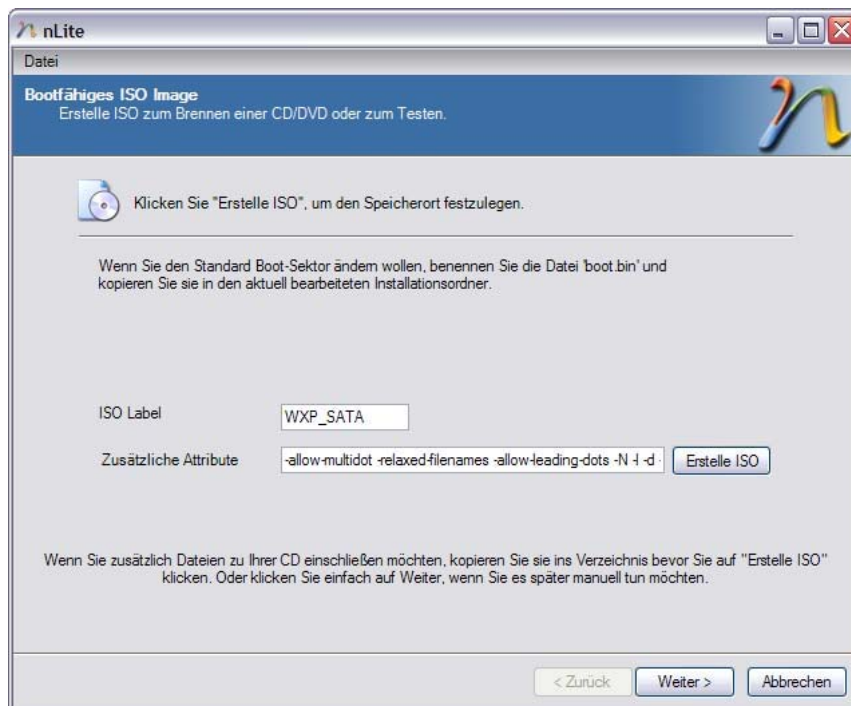 nLite
Datei
Bootfähiges ISO Image
Erstelle ISO zum Brennen einer CD/DVD oder zum Testen.
Klicken Sie "Erstelle ISO", um den Speicherort festzulegen.
Wenn Sie den Standard Boot-Sektor ändern wollen, benennen Sie die Datei 'boot.bin' und
kopieren Sie sie in den aktuell bearbeiteten Installationsordner.
ISO Label
WXP_SATA
Zusätzliche Attribute
-allow-multidot -relaxed-filenames -allow-leading-dots -N -l -d -
Erstelle ISO
Wenn Sie zusätzlich Dateien zu Ihrer CD einschließen möchten, kopieren Sie sie ins Verzeichnis bevor Sie auf "Erstelle ISO"
klicken. Oder klicken Sie einfach auf Weiter, wenn Sie es später manuell tun möchten.
< Zurück
Weiter >
Abbrechen